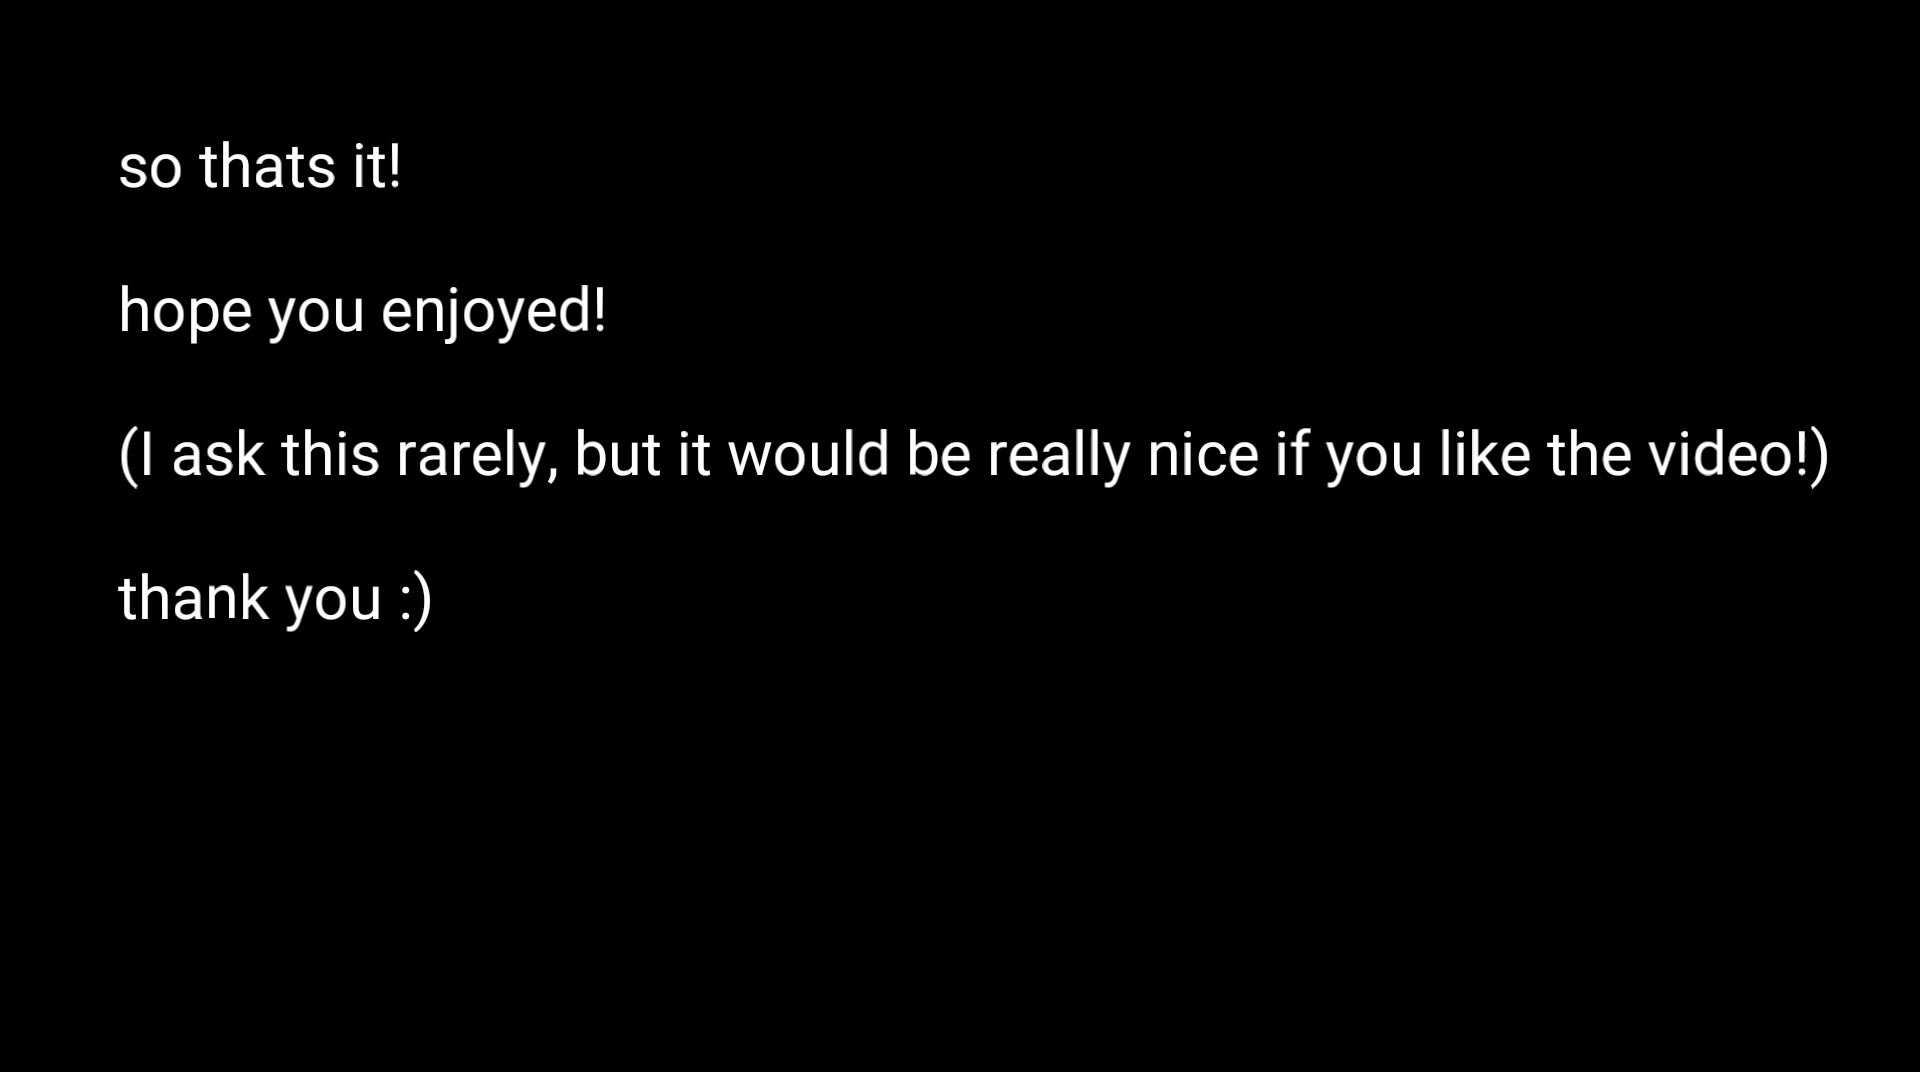 so thats it!
hope you enjoyed!
(I ask this rarely, but it would be really nice if you like the video!)
thank you :)